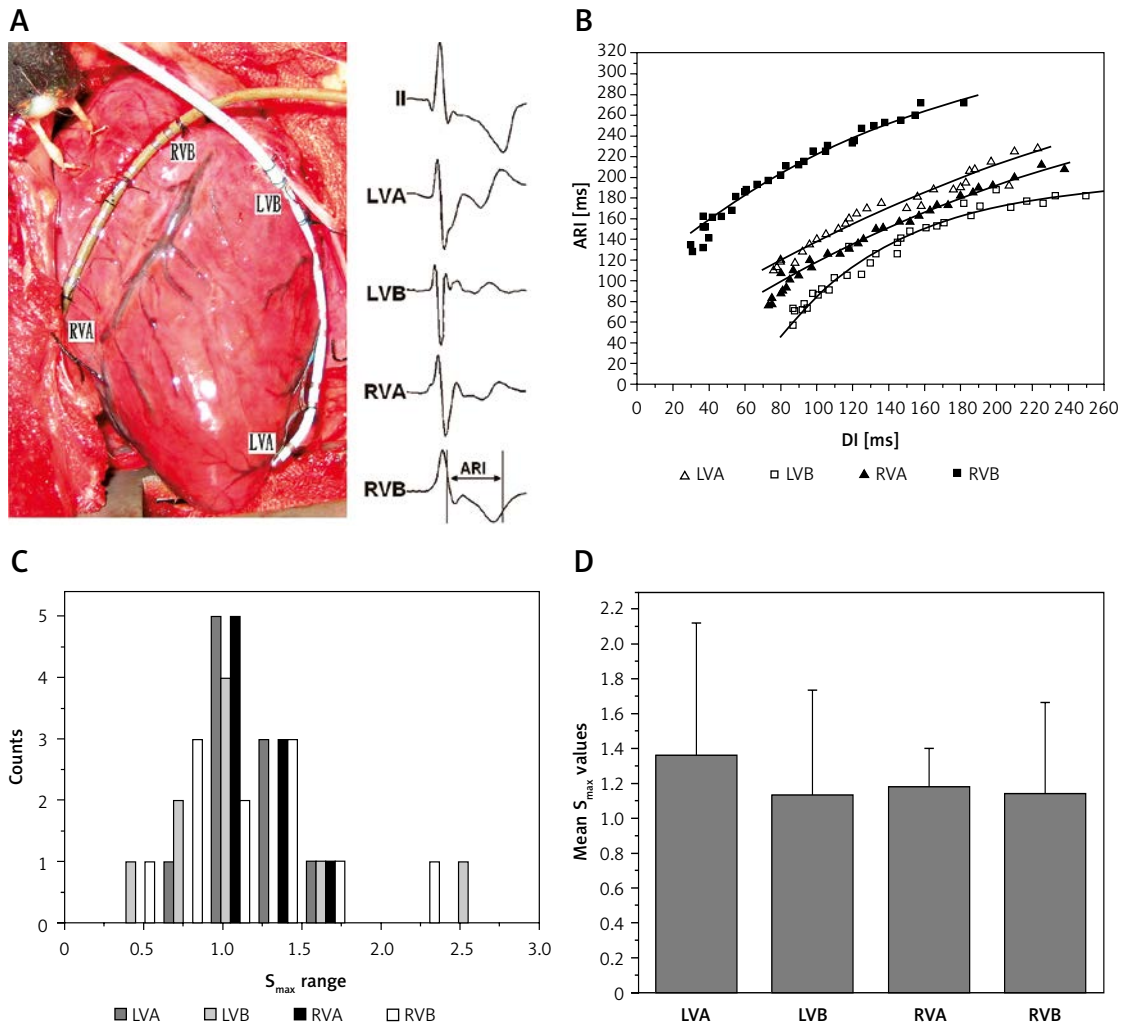 A
RVB
LVB
RVA
LVA
II
LVA
LVB
RVA
RVB
ARI
B
ARI [ms]
320
300
280
260
240
220
200
180
160
140
120
100
80
60
40
20
0
0 20 40 60 80 100 120 140 160 180 200 220 240 260
DI [ms]
LVA LVB RVA RVB
C
Counts
5
4
3
2
1
0
0 0.5 1.0 1.5 2.0 2.5 3.0
Smax range
LVA LVB RVA RVB
D
Mean Smax values
2.2
2.0
1.8
1.6
1.4
1.2
1.0
0.8
0.6
0.4
0.2
0
LVA LVB RVA RVB